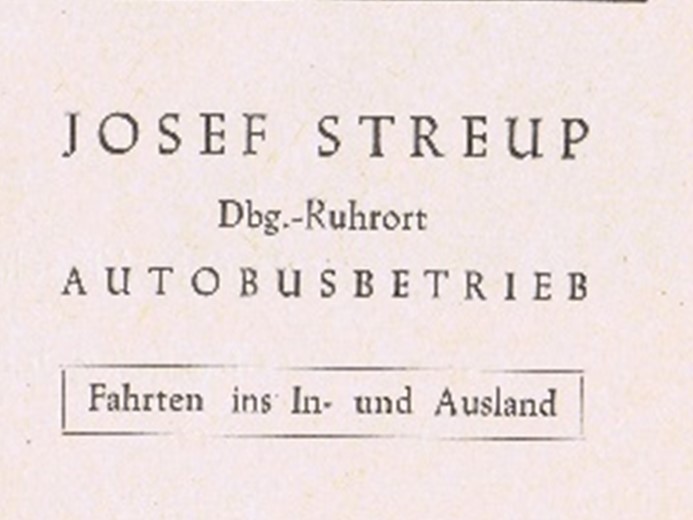 JOSEF STREUP
Dbg.-Ruhrort
AUTOBUSBETRIEB
Fahrten ins In- und Ausland